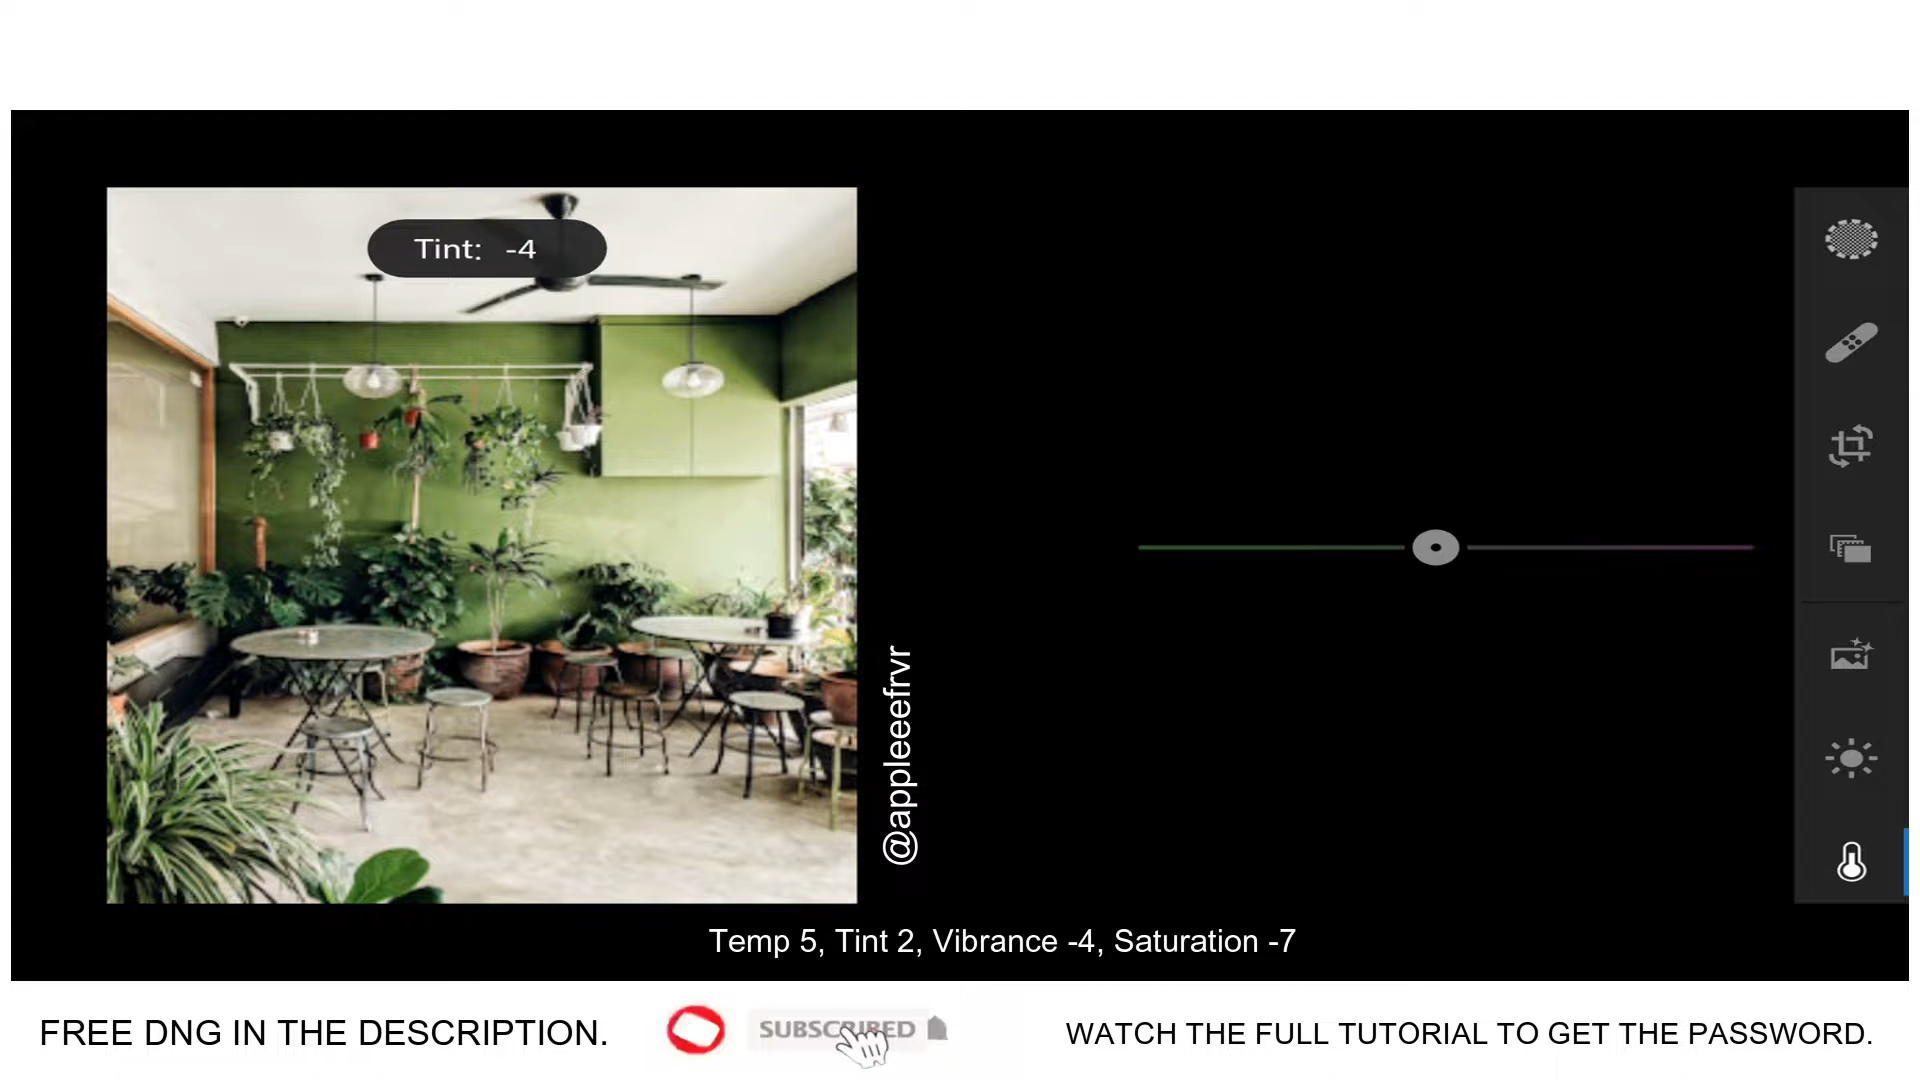 Tint: -4
@appleeefrvr
Temp 5, Tint 2, Vibrance -4, Saturation -7
FREE DNG IN THE DESCRIPTION.
SUBSCRIBED
WATCH THE FULL TUTORIAL TO GET THE PASSWORD.